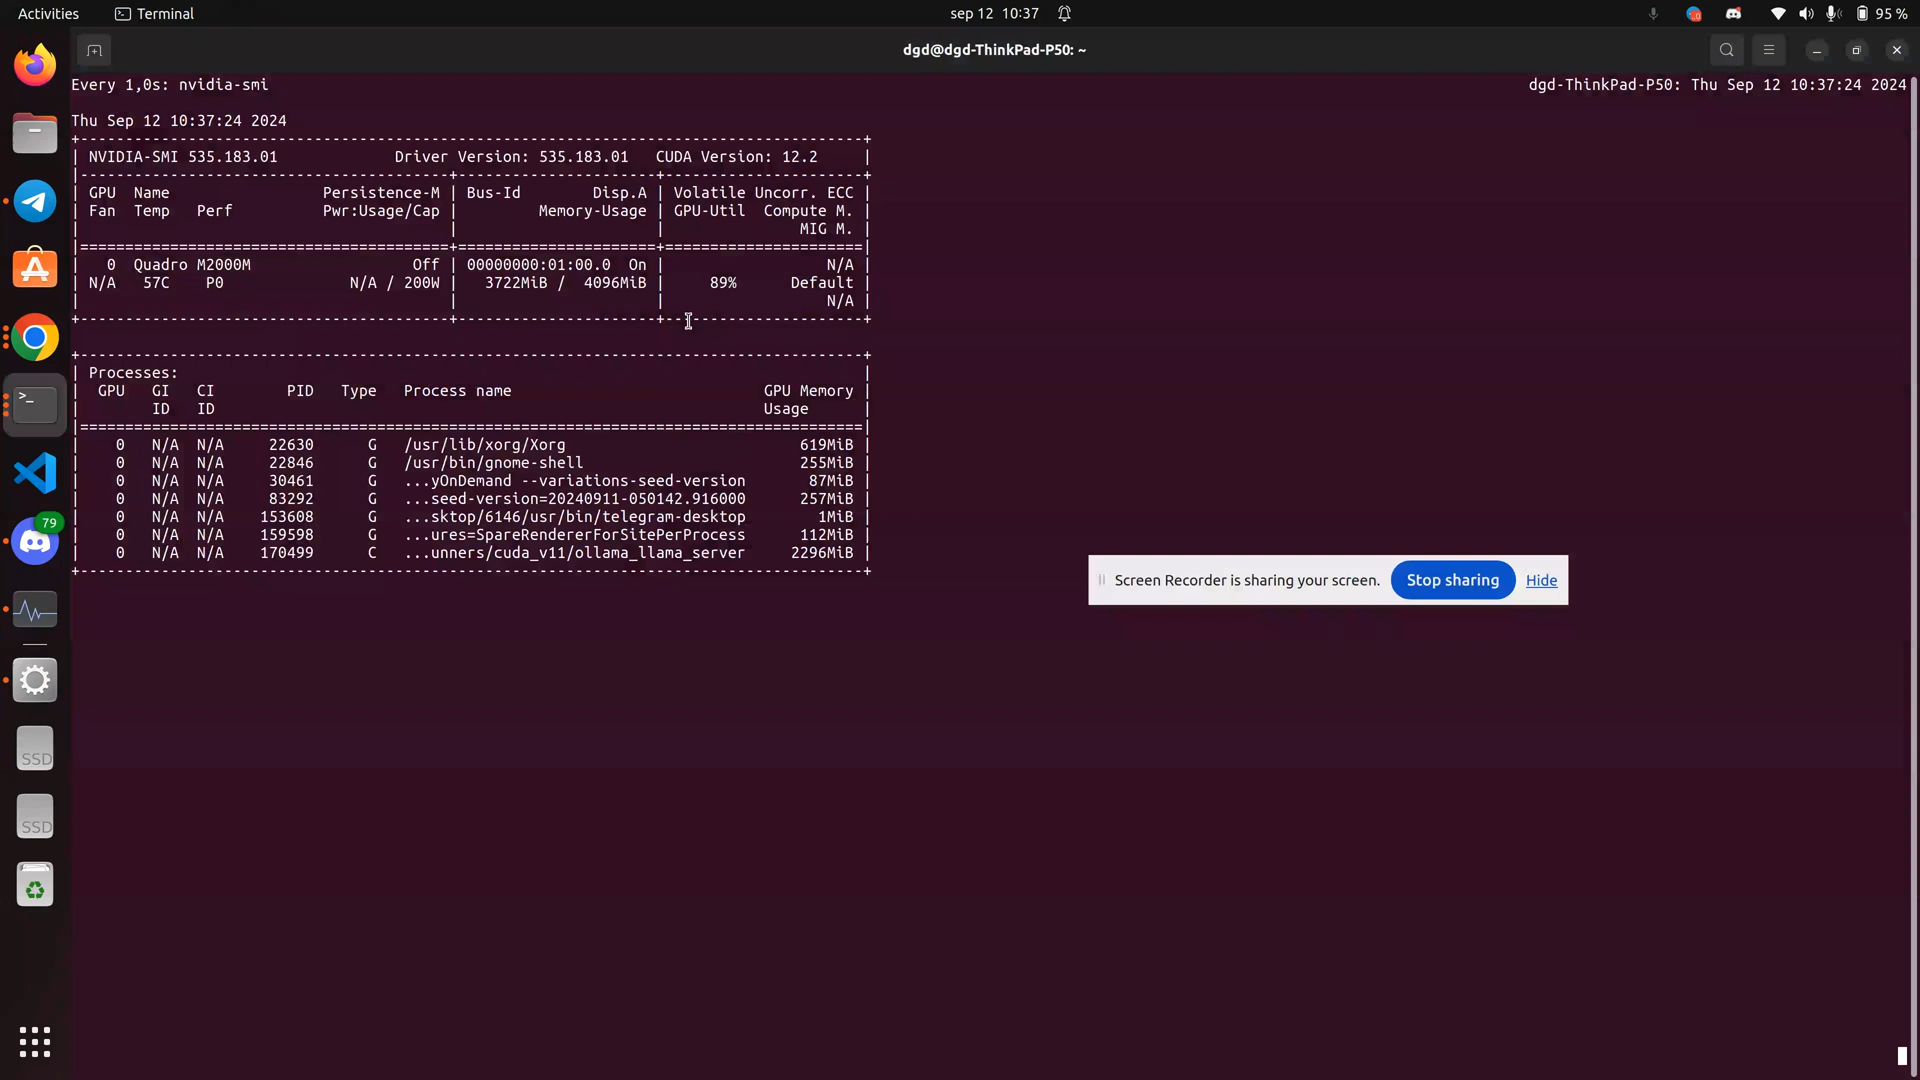 Activities Terminal sep 12 10:37 95 %
dgd@dgd-ThinkPad-P50: ~
Every 1,0s: nvidia-smi dgd-ThinkPad-P50: Thu Sep 12 10:37:24 2024
Thu Sep 12 10:37:24 2024
NVIDIA-SMI 535.183.01 Driver Version: 535.183.01 CUDA Version: 12.2
GPU Name Persistence-M | Bus-Id Disp.A | Volatile Uncorr. ECC
Fan Temp Perf Pwr:Usage/Cap | Memory-Usage | GPU-Util Compute M.
MIG M.
0 Quadro M2000M Off | 00000000:01:00.0 On | N/A
N/A 57C P0 N/A / 200W | 3722MiB / 4096MiB | 89% Default
N/A
Processes:
GPU GI CI PID Type Process name GPU Memory
ID ID Usage
0 N/A N/A 22630 G /usr/lib/xorg/Xorg 619MiB
0 N/A N/A 22846 G /usr/bin/gnome-shell 255MiB
0 N/A N/A 30461 G ...yOnDemand --variations-seed-version 87MiB
0 N/A N/A 83292 G ...seed-version=20240911-050142.916000 257MiB
0 N/A N/A 153608 G ...sktop/6146/usr/bin/telegram-desktop 1MiB
0 N/A N/A 159598 G ...ures=SpareRendererForSitePerProcess 112MiB
0 N/A N/A 170499 C ...unners/cuda_v11/ollama_llama_server 2296MiB
79
Screen Recorder is sharing your screen. Stop sharing Hide
SSD
SSD